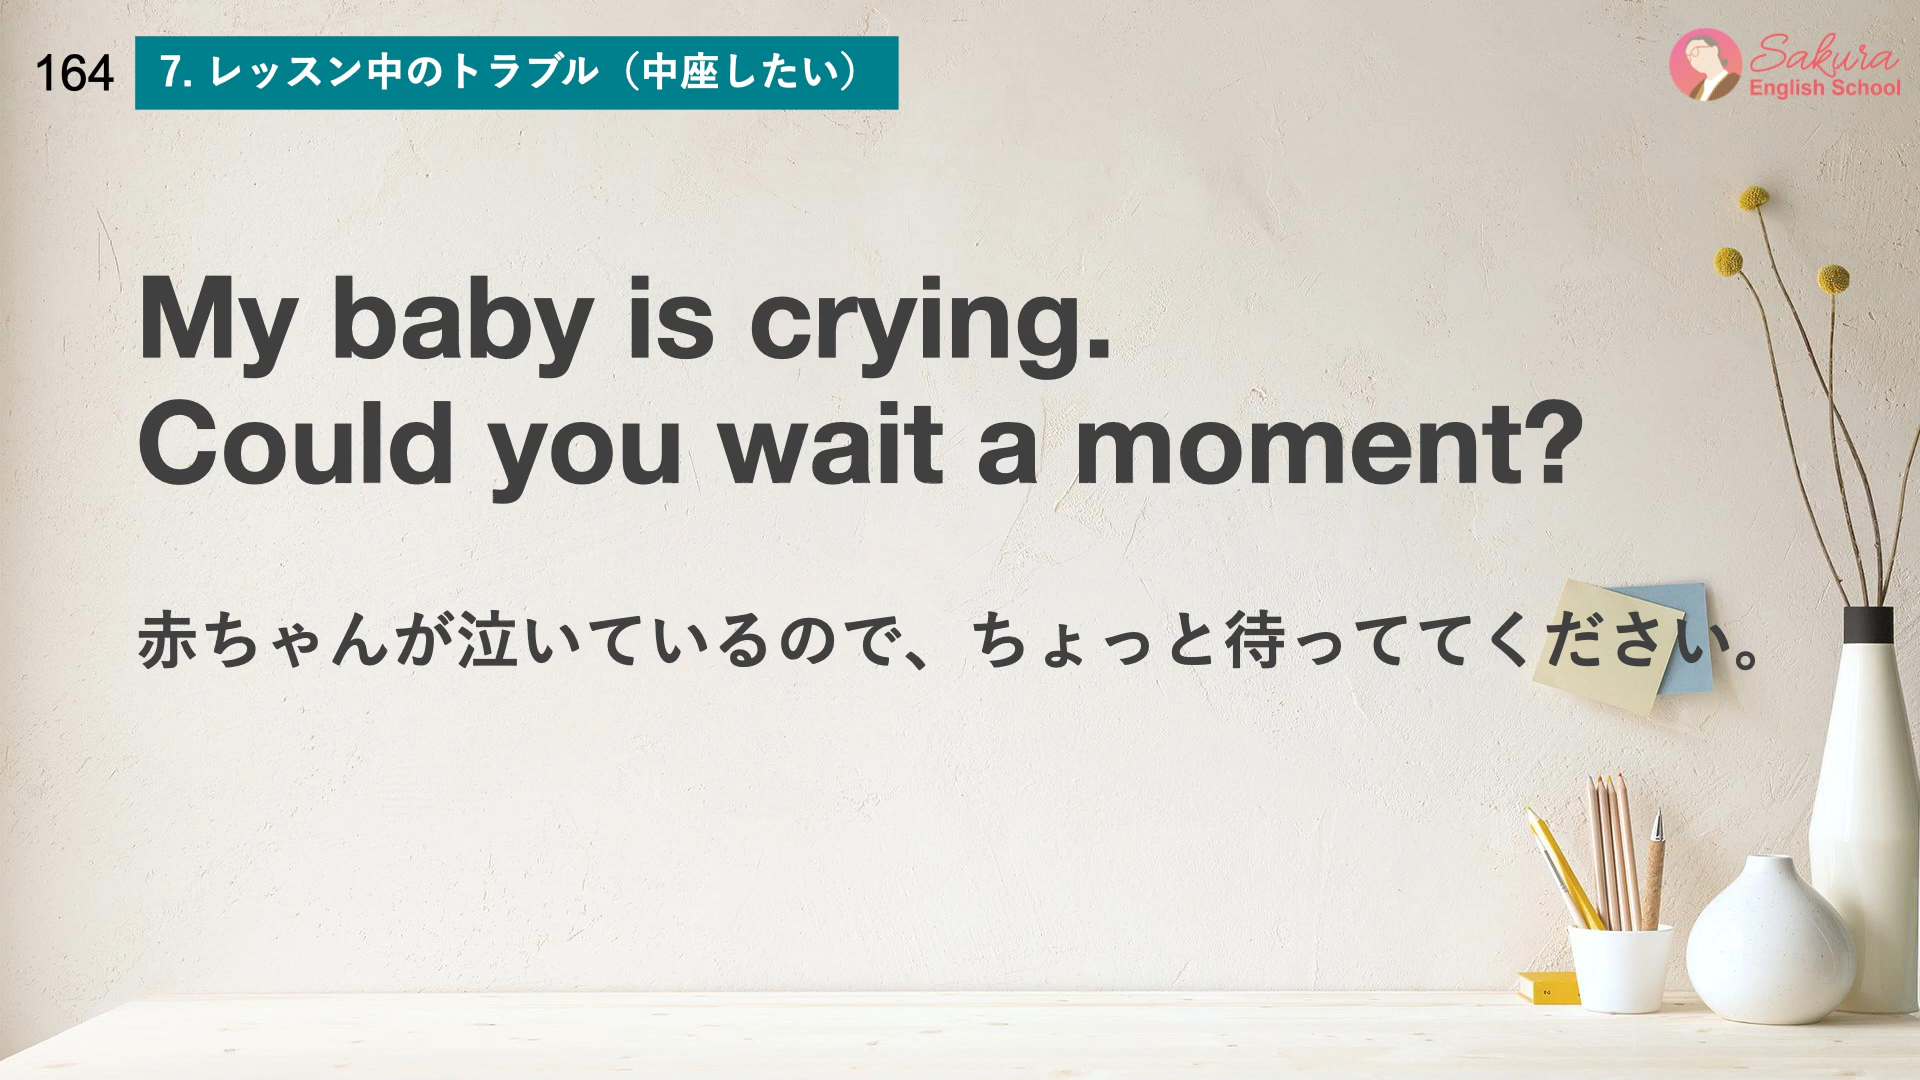 164
7. レッスン中のトラブル（中座したい）
Sakura
English School
My baby is crying.
Could you wait a moment?
赤ちゃんが泣いているので、ちょっと待っててください。